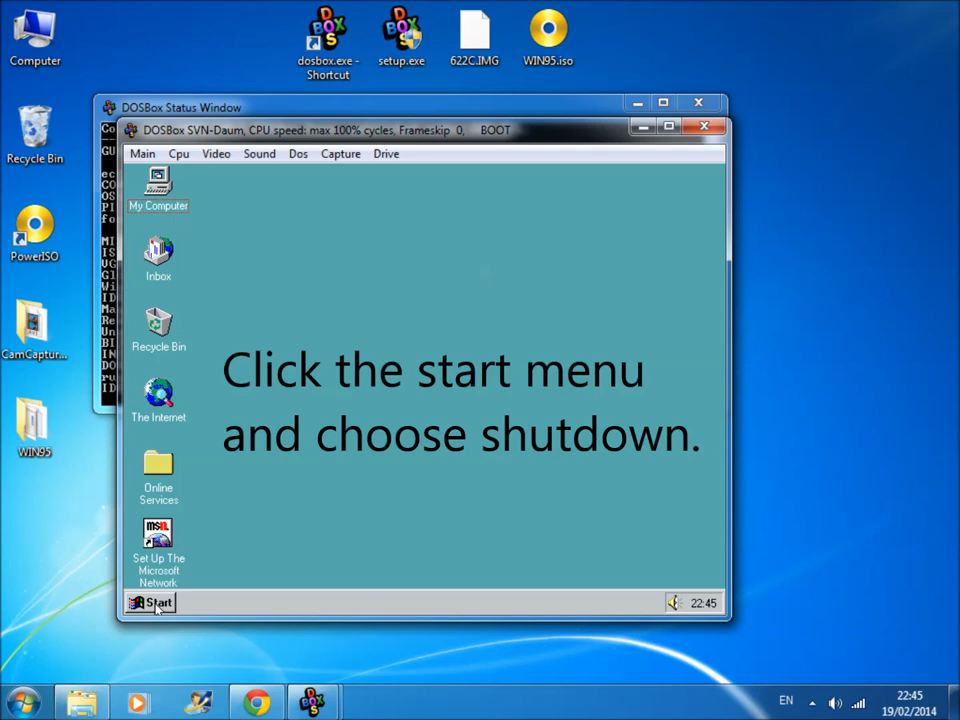 Computer
dosbox.exe -
Shortcut
setup.exe
622C.IMG
WIN95.iso
Recycle Bin
PowerISO
CamCaptur...
WIN95
DOSBox Status Window
DOSBox SVN-Daum, CPU speed: max 100% cycles, Frameskip 0, BOOT
Main Cpu Video Sound Dos Capture Drive
My Computer
Inbox
Recycle Bin
The Internet
Online
Services
msn.
Set Up The
Microsoft
Network
Click the start menu
and choose shutdown.
Start
22:45
EN
22:45
19/02/2014